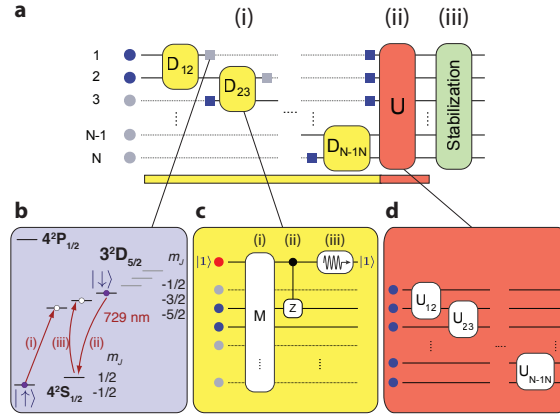 a
(i)
(ii)
(iii)
1
2
3
N-1
N
D12
D23
DN-1N
U
Stabilization
b
4²P1/2
3²D5/2
mJ
|↓⟩
-1/2
-3/2
-5/2
729 nm
(i)
(iii)
(ii)
mJ
1/2
-1/2
|↑⟩
4²S1/2
c
(i)
(ii)
(iii)
|1⟩
M
Z
|1⟩
d
U12
U23
UN-1N